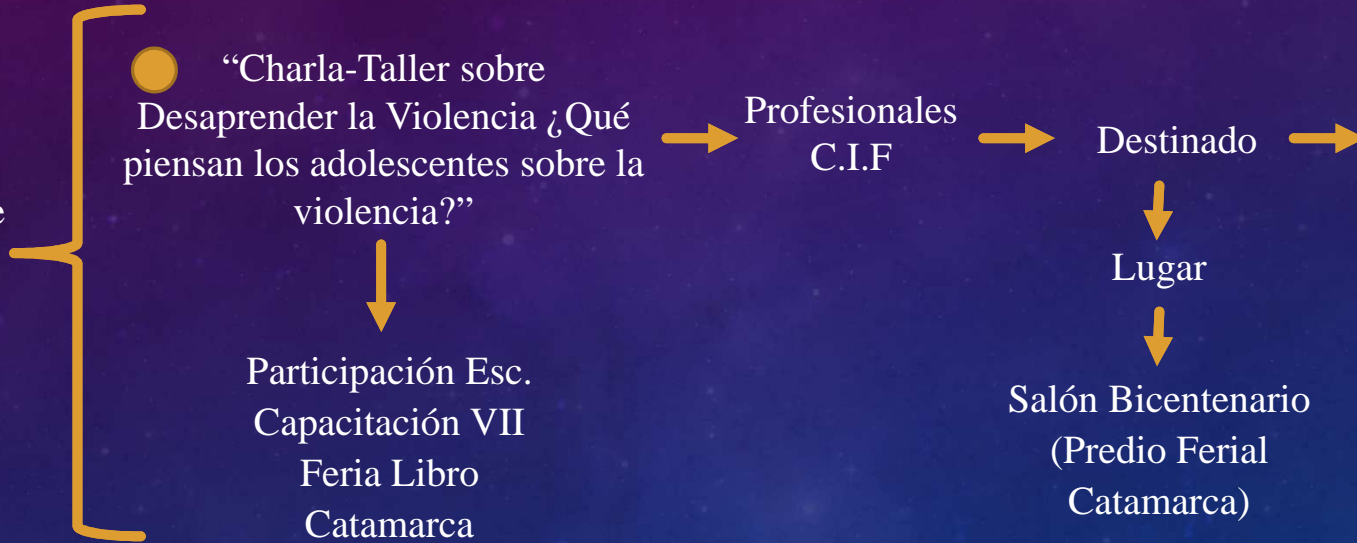 “Charla-Taller sobre
Desaprender la Violencia ¿Qué
piensan los adolescentes sobre la
violencia?”
Profesionales
C.I.F
Destinado
Lugar
Participación Esc.
Capacitación VII
Feria Libro
Catamarca
Salón Bicentenario
(Predio Ferial
Catamarca)